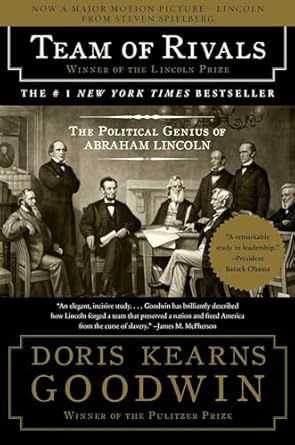 NOW A MAJOR MOTION PICTURE—LINCOLN
FROM STEVEN SPIELBERG
TEAM OF RIVALS
WINNER OF THE LINCOLN PRIZE
THE #1 NEW YORK TIMES BESTSELLER
THE POLITICAL GENIUS OF
ABRAHAM LINCOLN
"A remarkable
study in leadership."
—President
Barack Obama
"An elegant, incisive study. . . . Goodwin has brilliantly described
how Lincoln forged a team that preserved a nation and freed America
from the curse of slavery." —James M. McPherson
DORIS KEARNS
GOODWIN
WINNER OF THE PULITZER PRIZE